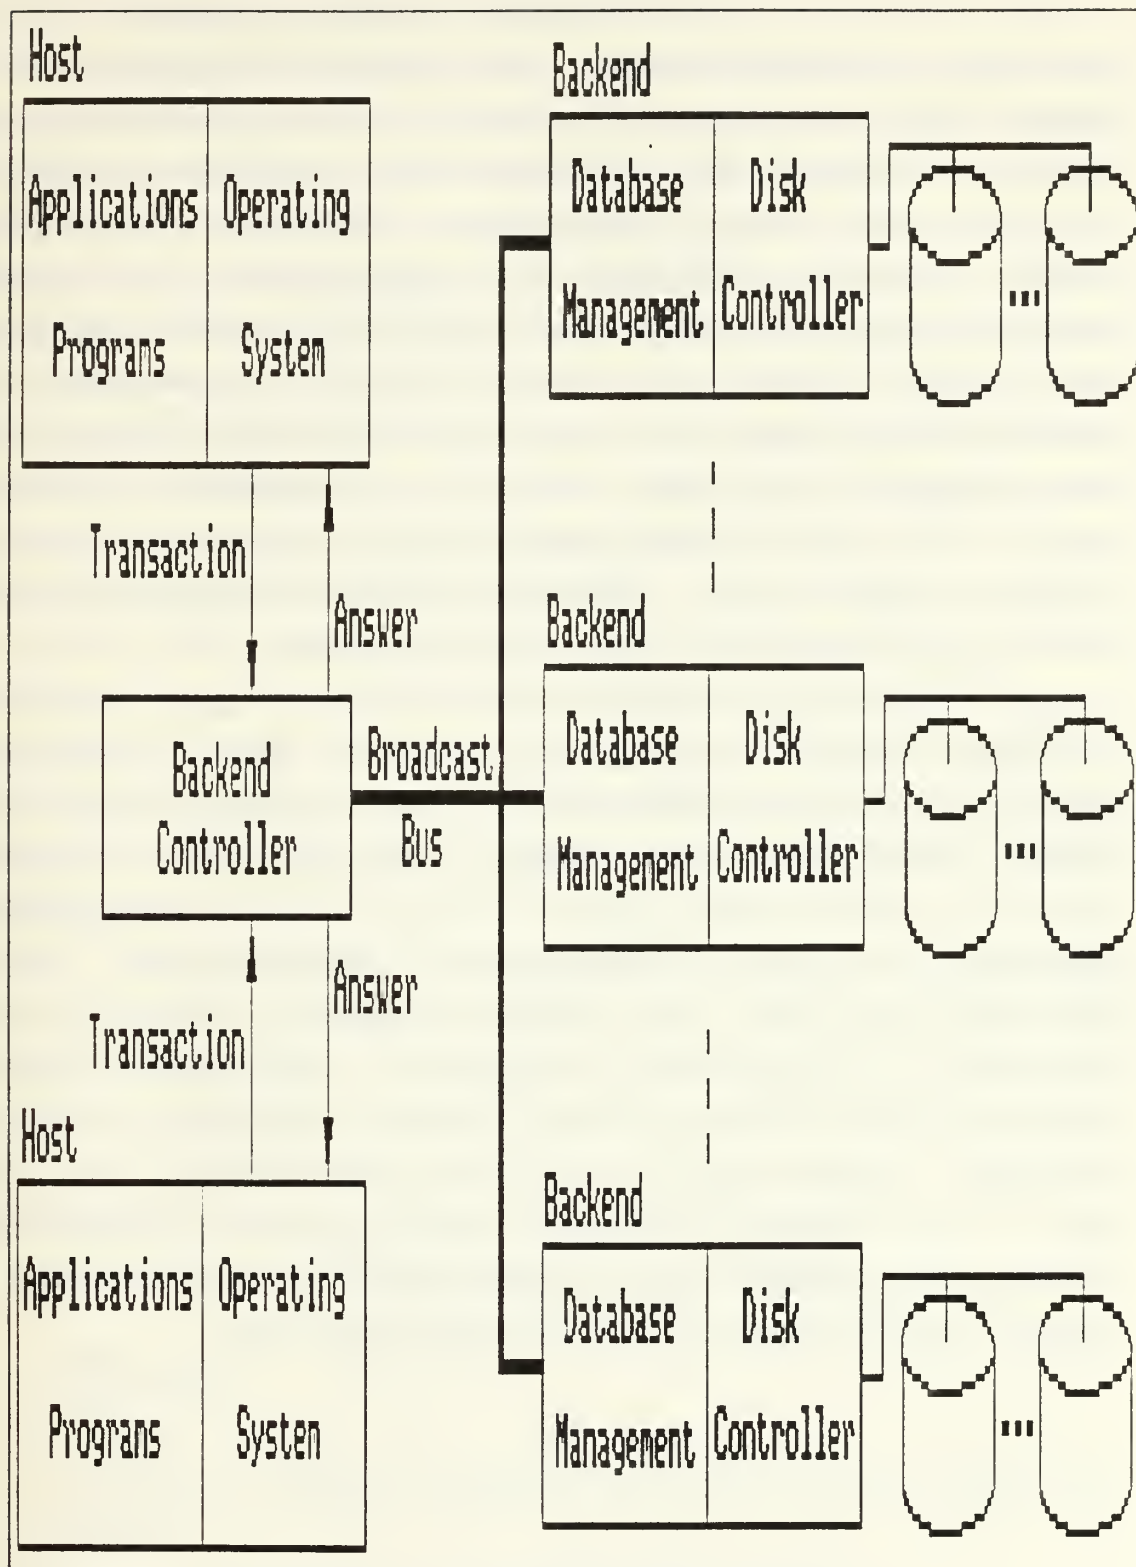 Host
Applications Operating
Programs System
Transaction
Answer
Backend
Controller
Broadcast
Bus
Answer
Transaction
Host
Applications Operating
Programs System
Backend
Database Disk
Management Controller
...
Backend
Database Disk
Management Controller
...
Backend
Database Disk
Management Controller
...